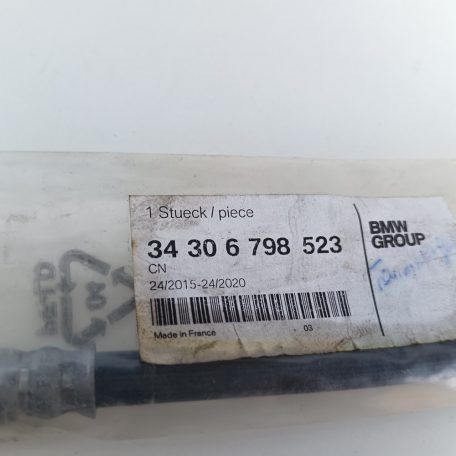 1 Stueck / piece
34 30 6 798 523
CN
24/2015-24/2020
Made in France
03
BMW
GROUP